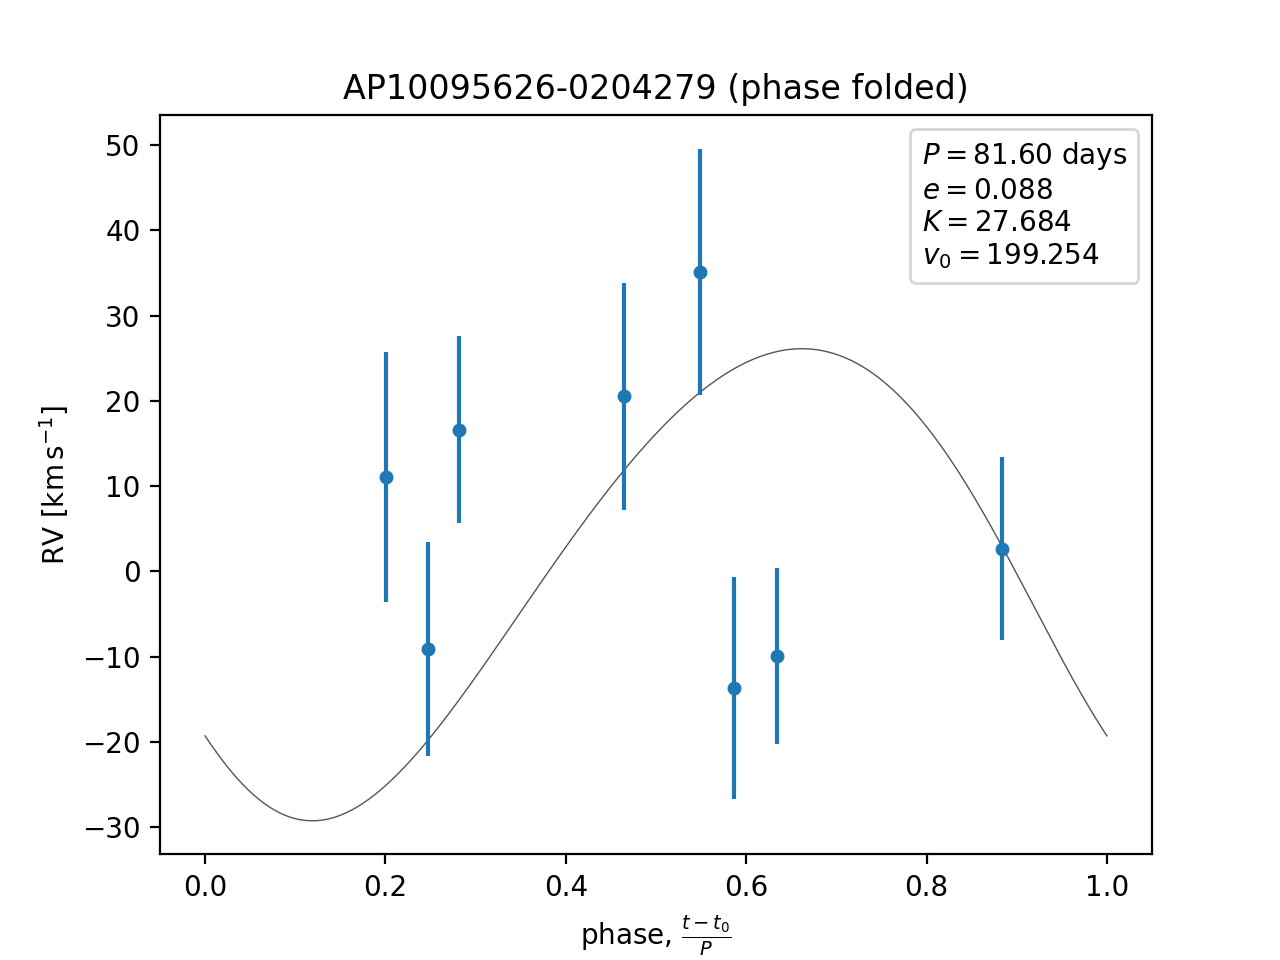 AP10095626-0204279 (phase folded)
P = 81.60 days
e = 0.088
K = 27.684
v₀ = 199.254
RV [km s⁻¹]
50
40
30
20
10
0
−10
−20
−30
0.0 0.2 0.4 0.6 0.8 1.0
phase, (t − t₀)/P